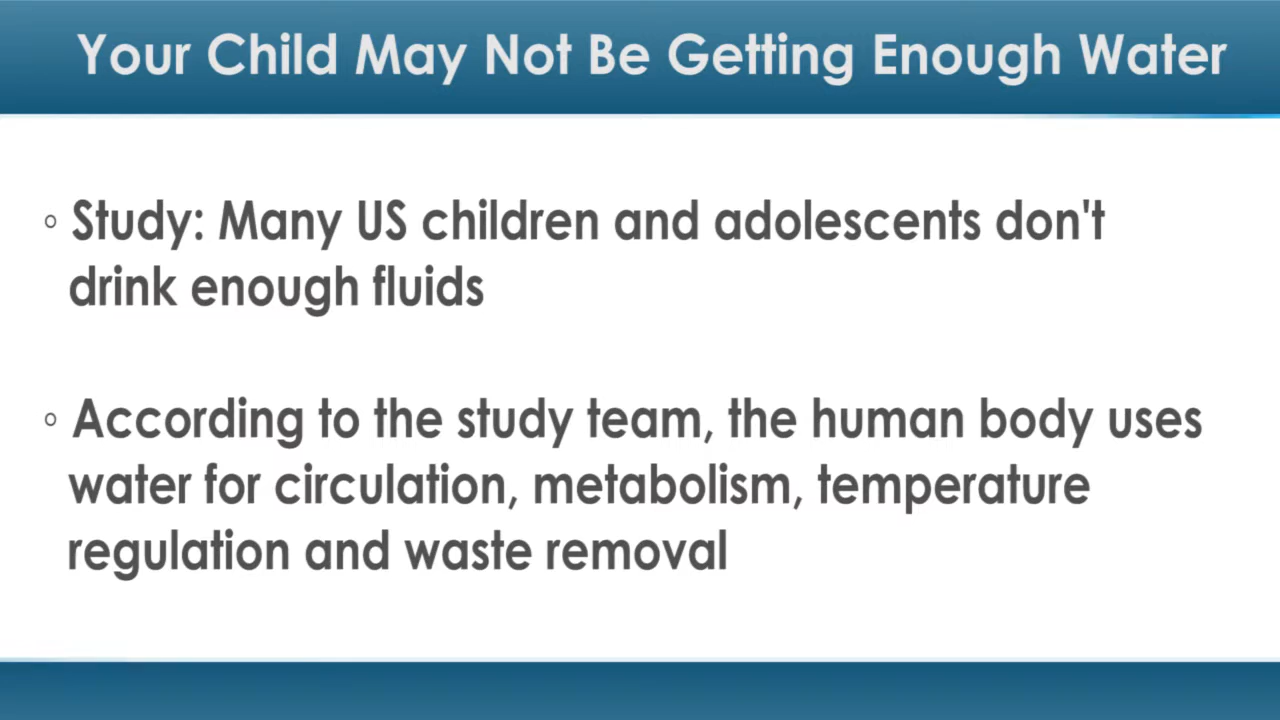 Your Child May Not Be Getting Enough Water
◦ Study: Many US children and adolescents don't
drink enough fluids
◦ According to the study team, the human body uses
water for circulation, metabolism, temperature
regulation and waste removal